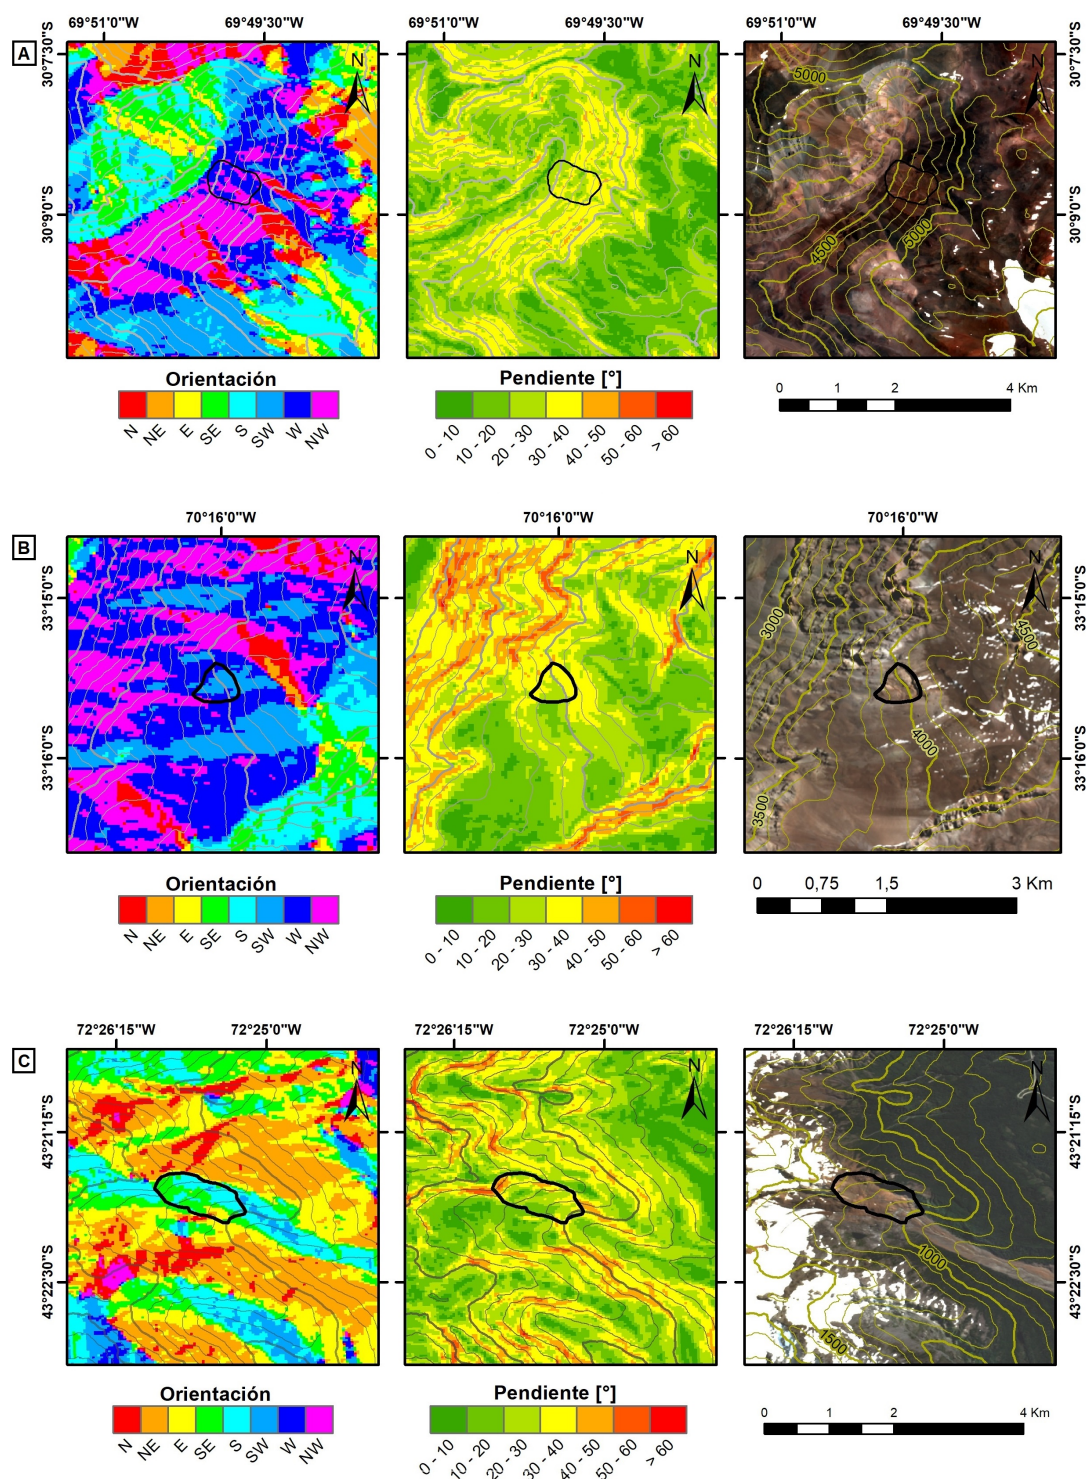 69°51'0"W 69°49'30"W 69°51'0"W 69°49'30"W 69°51'0"W 69°49'30"W
A
30°7'30"S
30°9'0"S
N
N
N
5000
4500
5000
30°7'30"S
30°9'0"S
Orientación
N NE E SE S SW W NW
Pendiente [°]
0 - 10 10 - 20 20 - 30 30 - 40 40 - 50 50 - 60 > 60
0 1 2 4 Km
70°16'0"W 70°16'0"W 70°16'0"W
B
33°15'0"S
33°16'0"S
N
N
N
3000
4500
4000
3500
33°15'0"S
33°16'0"S
Orientación
N NE E SE S SW W NW
Pendiente [°]
0 - 10 10 - 20 20 - 30 30 - 40 40 - 50 50 - 60 > 60
0 0,75 1,5 3 Km
72°26'15"W 72°25'0"W 72°26'15"W 72°25'0"W 72°26'15"W 72°25'0"W
C
43°21'15"S
43°22'30"S
N
N
N
1000
1500
43°21'15"S
43°22'30"S
Orientación
N NE E SE S SW W NW
Pendiente [°]
0 - 10 10 - 20 20 - 30 30 - 40 40 - 50 50 - 60 > 60
0 1 2 4 Km